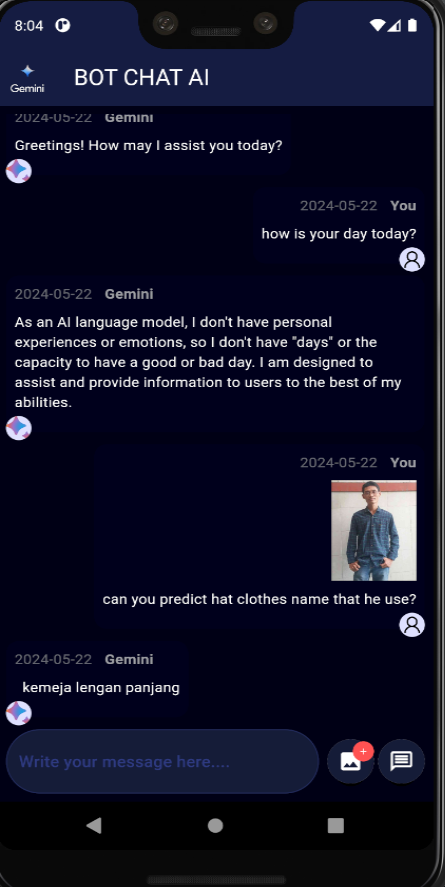 8:04
Gemini
BOT CHAT AI
2024-05-22 Gemini
Greetings! How may I assist you today?
2024-05-22 You
how is your day today?
2024-05-22 Gemini
As an AI language model, I don't have personal
experiences or emotions, so I don't have "days" or the
capacity to have a good or bad day. I am designed to
assist and provide information to users to the best of my
abilities.
2024-05-22 You
can you predict hat clothes name that he use?
2024-05-22 Gemini
kemeja lengan panjang
Write your message here....
+